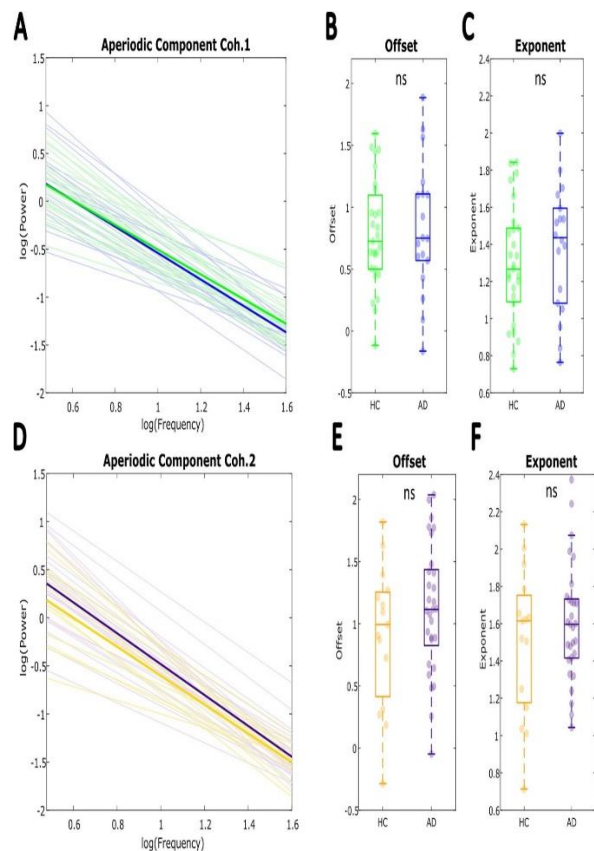 A
Aperiodic Component Coh.1
1.5
1
0.5
0
-0.5
-1
-1.5
-2
log(Power)
0.6
0.8
1
1.2
1.4
1.6
log(Frequency)
B
Offset
ns
2
1.5
1
0.5
0
-0.5
Offset
HC
AD
C
Exponent
ns
2.4
2.2
2
1.8
1.6
1.4
1.2
1
0.8
0.6
Exponent
HC
AD
D
Aperiodic Component Coh.2
1.5
1
0.5
0
-0.5
-1
-1.5
-2
log(Power)
0.6
0.8
1
1.2
1.4
1.6
log(Frequency)
E
Offset
ns
2
1.5
1
0.5
0
-0.5
Offset
HC
AD
F
Exponent
ns
2.4
2.2
2
1.8
1.6
1.4
1.2
1
0.8
0.6
Exponent
HC
AD